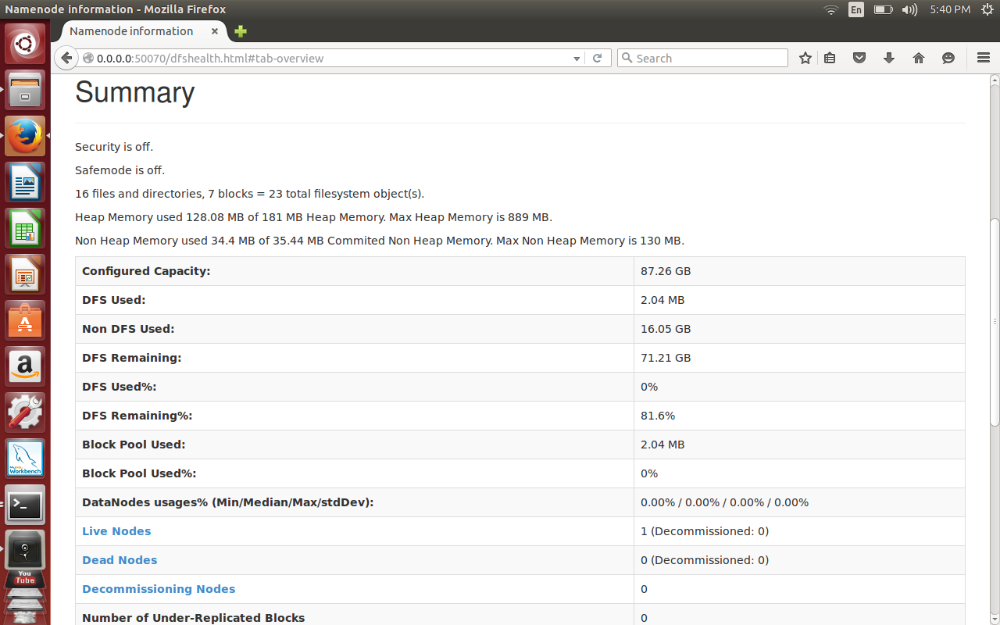 Namenode information - Mozilla Firefox
En
5:40 PM
Namenode information
0.0.0.0:50070/dfshealth.html#tab-overview
Search
Summary
Security is off.
Safemode is off.
16 files and directories, 7 blocks = 23 total filesystem object(s).
Heap Memory used 128.08 MB of 181 MB Heap Memory. Max Heap Memory is 889 MB.
Non Heap Memory used 34.4 MB of 35.44 MB Commited Non Heap Memory. Max Non Heap Memory is 130 MB.
Configured Capacity: 87.26 GB
DFS Used: 2.04 MB
Non DFS Used: 16.05 GB
DFS Remaining: 71.21 GB
DFS Used%: 0%
DFS Remaining%: 81.6%
Block Pool Used: 2.04 MB
Block Pool Used%: 0%
DataNodes usages% (Min/Median/Max/stdDev): 0.00% / 0.00% / 0.00% / 0.00%
Live Nodes 1 (Decommissioned: 0)
Dead Nodes 0 (Decommissioned: 0)
Decommissioning Nodes 0
Number of Under-Replicated Blocks 0
a
MySQL
Workbench
>_
You
Tube